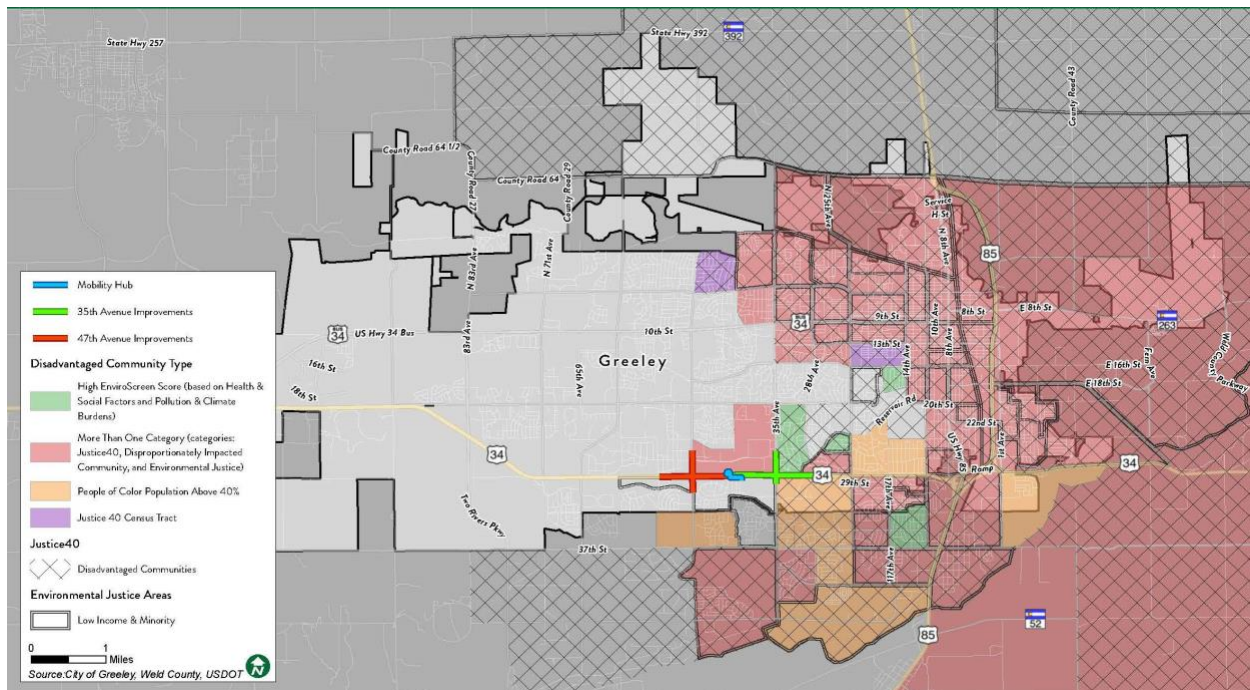 State Hwy 257
State Hwy 392
392
County Road 43
County Road 64 1/2
County Road 27
County Road 64
County Road 29
N 25th Ave
Service
H St
N 8th Ave
85
N 83rd Ave
N 71st Ave
E 8th St
263
Weld County Parkway
BUS
34
US Hwy 34 Bus
83rd Ave
10th St
BUS
34
9th St
10th Ave
8th St
8th Ave
13th St
14th Ave
Greeley
16th St
18th St
65th Ave
28th Ave
E 16th St
Fern Ave
E 18th St
35th Ave
Reservoir Rd
20th St
22nd St
1st Ave
34
34
29th St
17th Ave
US Hwy 85
Ramp
34
Two Rivers Pkwy
37th St
117th Ave
85
52
Mobility Hub
35th Avenue Improvements
47th Avenue Improvements
Disadvantaged Community Type
High EnviroScreen Score (based on Health &
Social Factors and Pollution & Climate
Burdens)
More Than One Category (categories:
Justice40, Disproportionately Impacted
Community, and Environmental Justice)
People of Color Population Above 40%
Justice 40 Census Tract
Justice40
Disadvantaged Communities
Environmental Justice Areas
Low Income & Minority
0 1
Miles
Source:City of Greeley, Weld County, USDOT
N